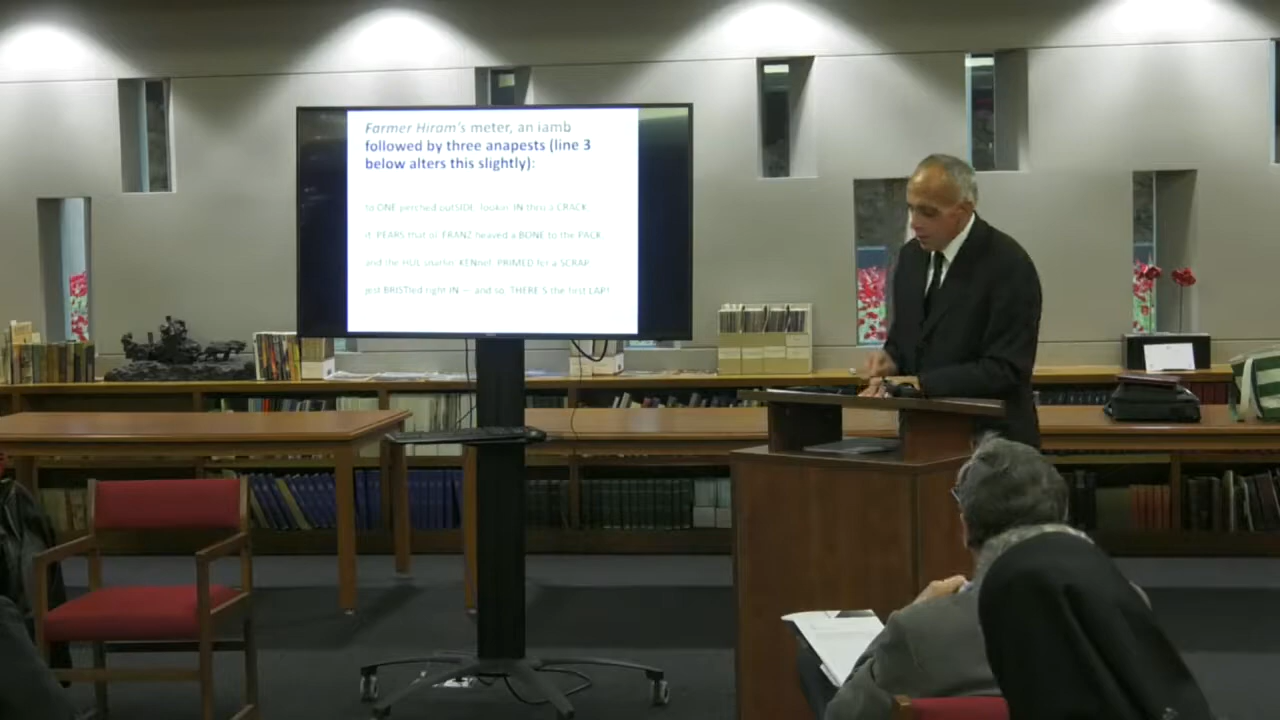 Farmer Hiram's meter, an iamb
followed by three anapests (line 3
below alters this slightly):
to ONE perched outSIDE, lookin' IN thro a CRACK,
it 'PEARS that ol' FRANZ heaved a BONE to the PACK
and the HUL snarlin' KENnel, PRIMED for a SCRAP
jest BRISTled right IN — and so, THERE'S the first LAP!